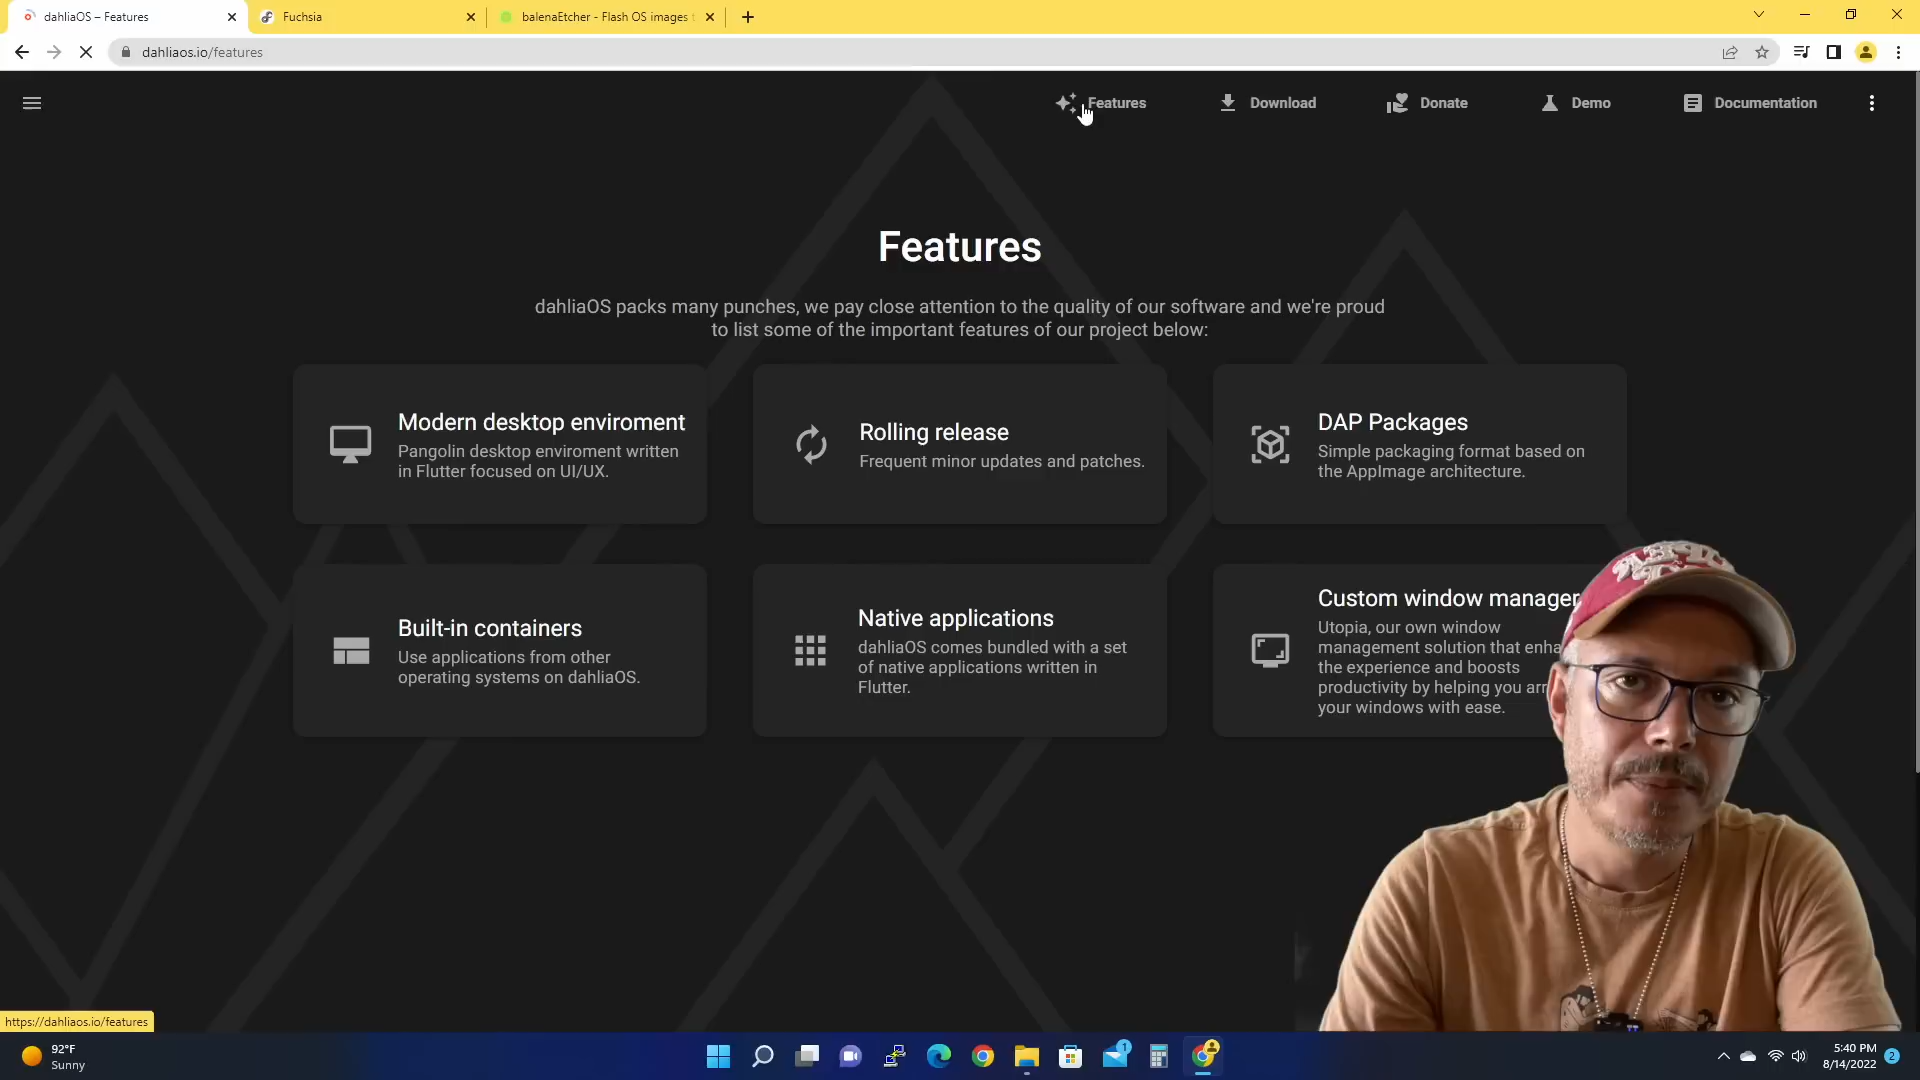 dahliaOS – Features
Fuchsia
balenaEtcher - Flash OS images
dahliaos.io/features
Features
Download
Donate
Demo
Documentation
Features
dahliaOS packs many punches, we pay close attention to the quality of our software and we're proud
to list some of the important features of our project below:
Modern desktop enviroment
Pangolin desktop enviroment written
in Flutter focused on UI/UX.
Rolling release
Frequent minor updates and patches.
DAP Packages
Simple packaging format based on
the AppImage architecture.
Built-in containers
Use applications from other
operating systems on dahliaOS.
Native applications
dahliaOS comes bundled with a set
of native applications written in
Flutter.
Custom window manager
Utopia, our own window
management solution that enha
the experience and boosts
productivity by helping you arr
your windows with ease.
https://dahliaos.io/features
92°F
Sunny
1
5:40 PM
8/14/2022
2